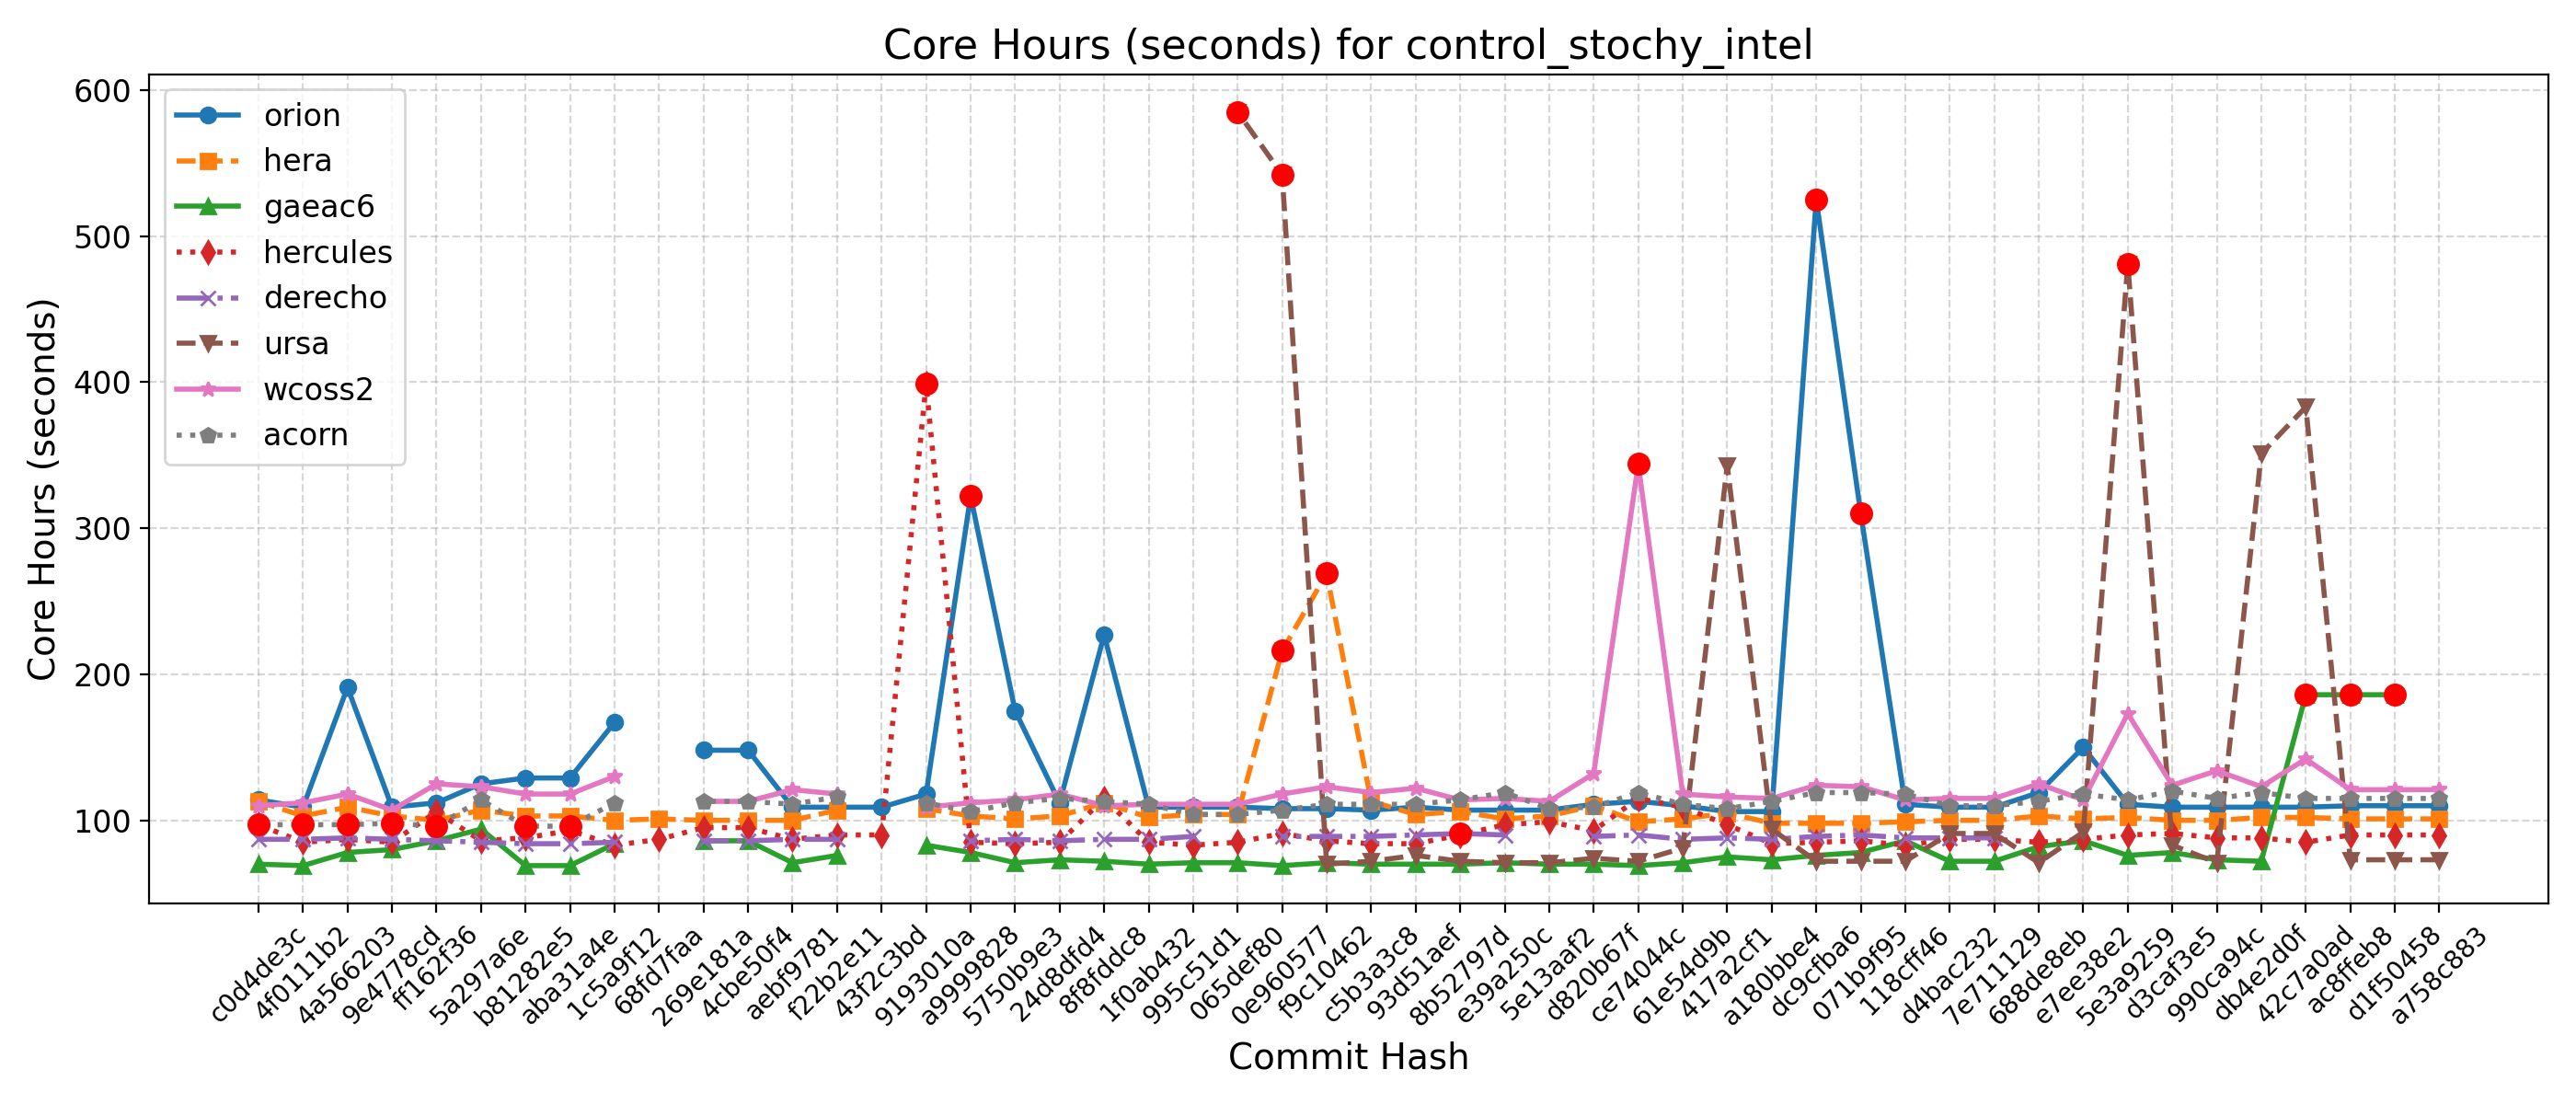 Core Hours (seconds) for control_stochy_intel
Core Hours (seconds)
600
500
400
300
200
100
orion
hera
gaeac6
hercules
derecho
ursa
wcoss2
acorn
c0d4de3c
4f0111b2
4a566203
9e4778cd
ff162f36
5a297a6e
b81282e5
aba31a4e
1c5a9f12
68fd7faa
269e181a
4cbe50f4
aebf9781
f22b2e11
43f2c3bd
9193010a
a9999828
5750b9e3
24d8dfd4
8f8fddc8
1f0ab432
995c51d1
065def80
0e960577
f9c10462
c5b3a3c8
93d51aef
8b52797d
e39a250c
5e13aaf2
d820b67f
ce74044c
61e54d9b
417a2cf1
a180bbe4
dc9cfba6
071b9f95
118cff46
d4bac232
7e711129
688de8eb
e7ee38e2
5e3a9259
d3caf3e5
990ca94c
db4e2d0f
42c7a0ad
ac8ffeb8
d1f50458
a758c883
Commit Hash